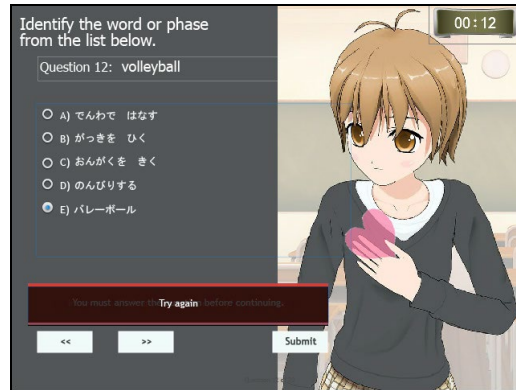 Identify the word or phase
from the list below.
00:12
Question 12: volleyball
A) でんわで はなす
B) がっきを ひく
C) おんがくを きく
D) のんびりする
E) バレーボール
You must answer the before continuing.
Try again
<<
>>
Submit